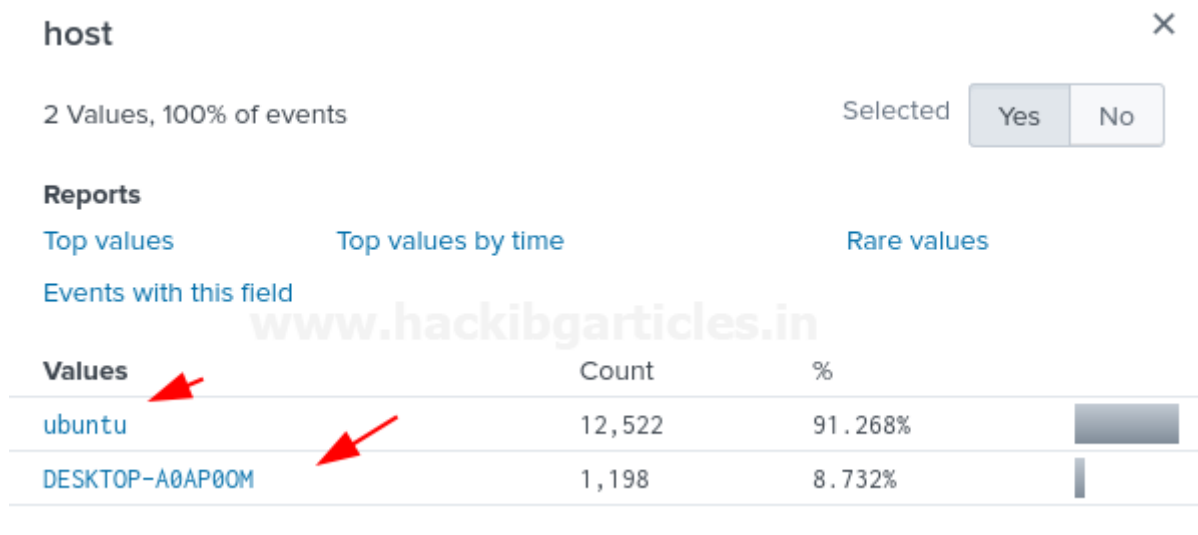 host
2 Values, 100% of events Selected Yes No
Reports
Top values Top values by time Rare values
Events with this field
www.hackibgarticles.in
Values Count %
ubuntu 12,522 91.268%
DESKTOP-A0AP0OM 1,198 8.732%